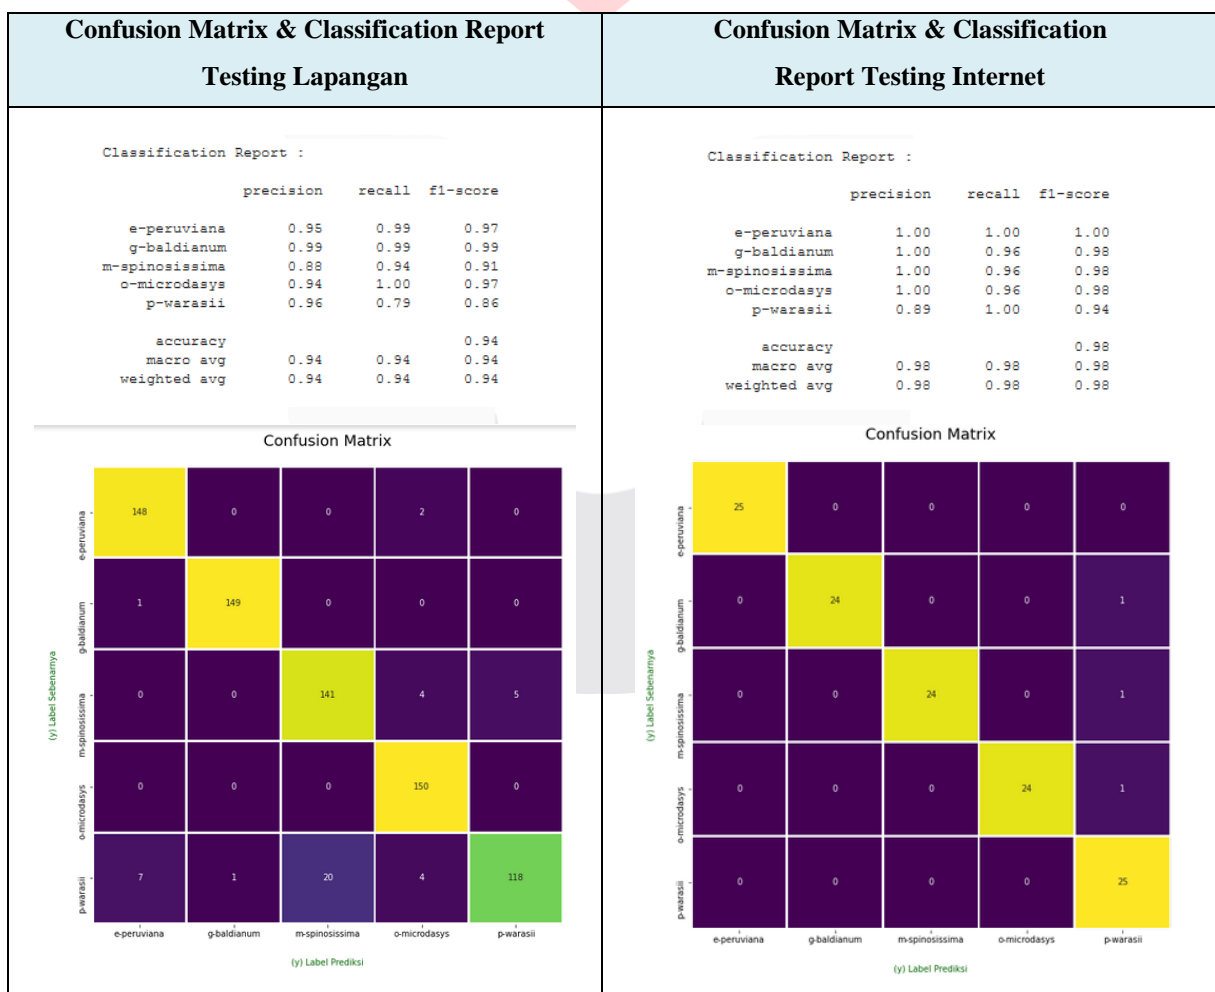 Confusion Matrix & Classification Report
Testing Lapangan
Classification Report :
precision recall f1-score
e-peruviana 0.95 0.99 0.97
g-baldianum 0.99 0.99 0.99
m-spinosissima 0.88 0.94 0.91
o-microdasys 0.94 1.00 0.97
p-warasii 0.96 0.79 0.86
accuracy 0.94
macro avg 0.94 0.94 0.94
weighted avg 0.94 0.94 0.94
Confusion Matrix
(y) Label Sebenarnya
e-peruviana 148 0 0 2 0
g-baldianum 1 149 0 0 0
m-spinosissima 0 0 141 4 5
o-microdasys 0 0 0 150 0
p-warasii 7 1 20 4 118
e-peruviana g-baldianum m-spinosissima o-microdasys p-warasii
(y) Label Prediksi
Confusion Matrix & Classification
Report Testing Internet
Classification Report :
precision recall f1-score
e-peruviana 1.00 1.00 1.00
g-baldianum 1.00 0.96 0.98
m-spinosissima 1.00 0.96 0.98
o-microdasys 1.00 0.96 0.98
p-warasii 0.89 1.00 0.94
accuracy 0.98
macro avg 0.98 0.98 0.98
weighted avg 0.98 0.98 0.98
Confusion Matrix
(y) Label Sebenarnya
e-peruviana 25 0 0 0 0
g-baldianum 0 24 0 0 1
m-spinosissima 0 0 24 0 1
o-microdasys 0 0 0 24 1
p-warasii 0 0 0 0 25
e-peruviana g-baldianum m-spinosissima o-microdasys p-warasii
(y) Label Prediksi